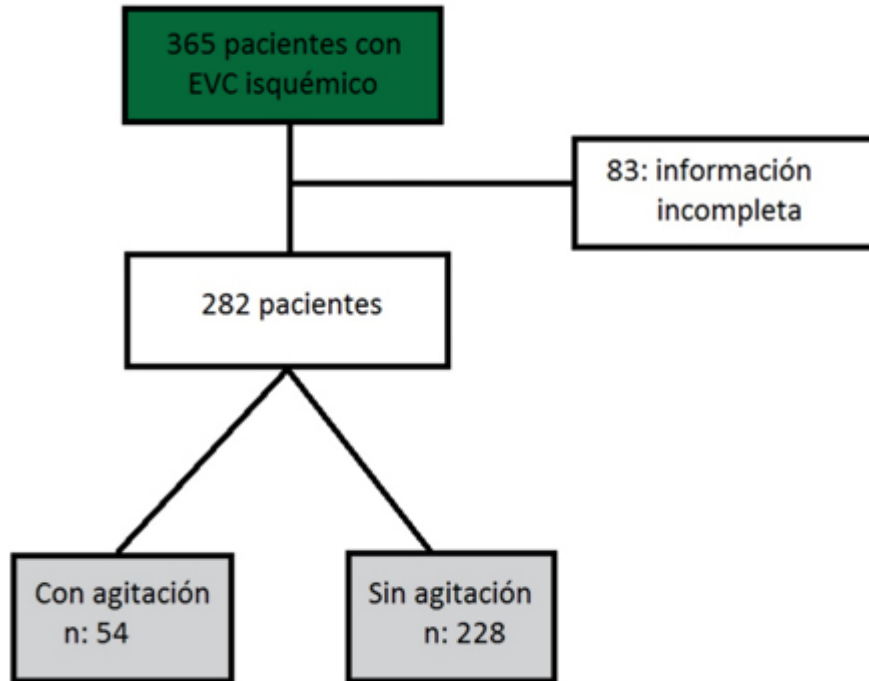 365 pacientes con
EVC isquémico
83: información
incompleta
282 pacientes
Con agitación
n: 54
Sin agitación
n: 228